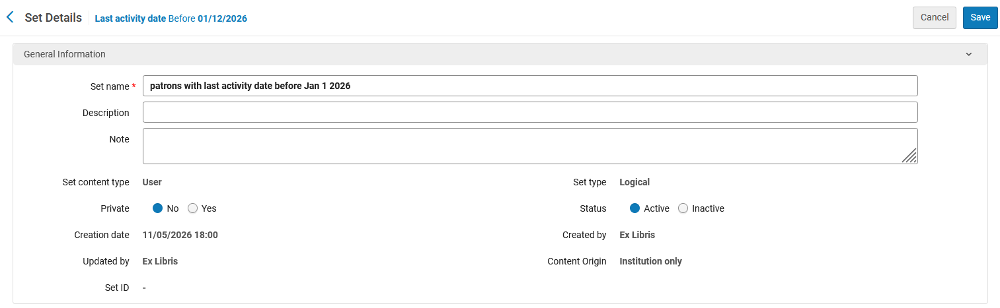 Set Details Last activity date Before 01/12/2026 Cancel Save
General Information
Set name * patrons with last activity date before Jan 1 2026
Description
Note
Set content type User Set type Logical
Private No Yes Status Active Inactive
Creation date 11/05/2026 18:00 Created by Ex Libris
Updated by Ex Libris Content Origin Institution only
Set ID -